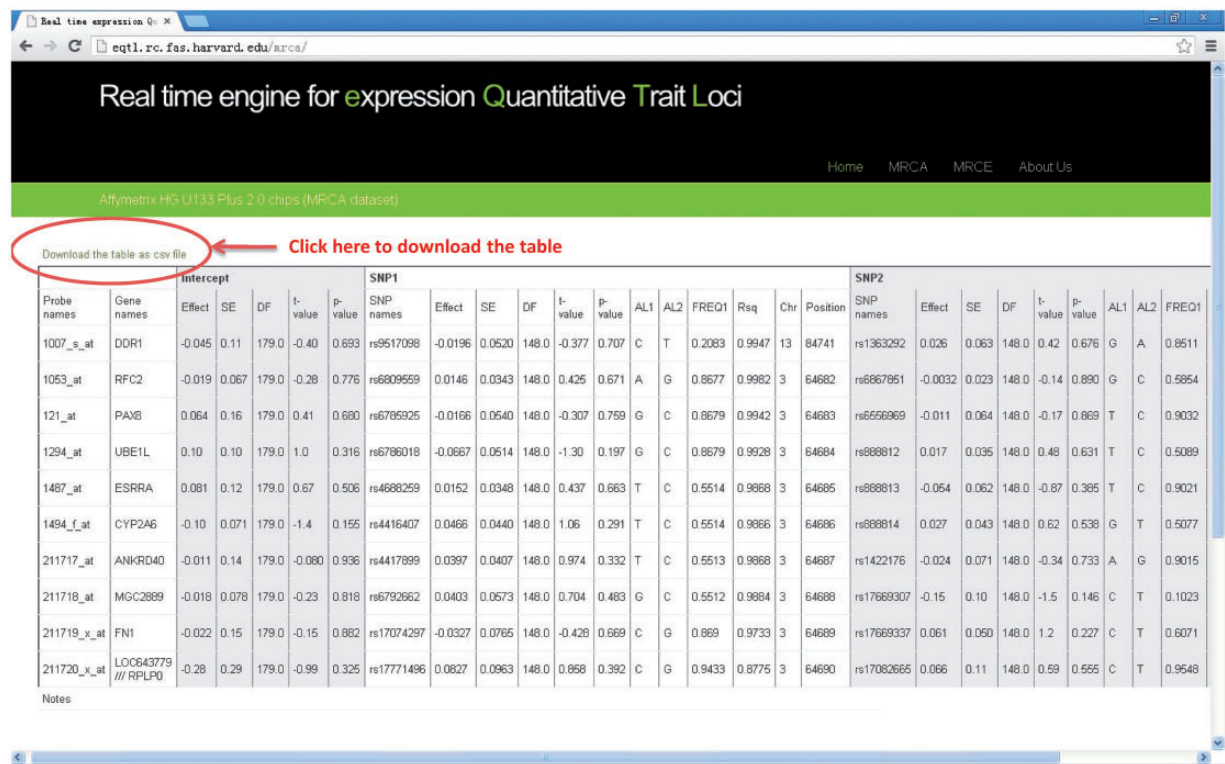 Real time expression Qu
eqtl.rc.fas.harvard.edu/mrca/
Real time engine for expression Quantitative Trait Loci
Home MRCA MRCE About Us
Affymetrix HG U133 Plus 2.0 chips (MRCA dataset)
Download the table as csv file Click here to download the table
Intercept SNP1 SNP2
Probe names Gene names Effect SE DF t-value p-value SNP names Effect SE DF t-value p-value AL1 AL2 FREQ1 Rsq Chr Position SNP names Effect SE DF t-value p-value AL1 AL2 FREQ1
1007_s_at DDR1 -0.045 0.11 179.0 -0.40 0.693 rs9517098 -0.0196 0.0520 148.0 -0.377 0.707 C T 0.2083 0.9947 13 84741 rs1363292 0.026 0.063 148.0 0.42 0.676 G A 0.8511
1053_at RFC2 -0.019 0.067 179.0 -0.28 0.776 rs6809559 0.0146 0.0343 148.0 0.425 0.671 A G 0.8677 0.9982 3 64682 rs6867851 -0.0032 0.023 148.0 -0.14 0.890 G C 0.5854
121_at PAX8 0.064 0.16 179.0 0.41 0.680 rs6785925 -0.0166 0.0540 148.0 -0.307 0.759 G C 0.8679 0.9942 3 64683 rs6556969 -0.011 0.064 148.0 -0.17 0.869 T C 0.9032
1294_at UBE1L 0.10 0.10 179.0 1.0 0.316 rs6786018 -0.0667 0.0514 148.0 -1.30 0.197 G C 0.8679 0.9928 3 64684 rs888812 0.017 0.035 148.0 0.48 0.631 T C 0.5089
1487_at ESRRA 0.081 0.12 179.0 0.67 0.506 rs4688259 0.0152 0.0348 148.0 0.437 0.663 T C 0.5514 0.9868 3 64685 rs888813 -0.054 0.062 148.0 -0.87 0.385 T C 0.9021
1494_f_at CYP2A6 -0.10 0.071 179.0 -1.4 0.155 rs4416407 0.0466 0.0440 148.0 1.06 0.291 T C 0.5514 0.9866 3 64686 rs888814 0.027 0.043 148.0 0.62 0.538 G T 0.5077
211717_at ANKRD40 -0.011 0.14 179.0 -0.080 0.936 rs4417899 0.0397 0.0407 148.0 0.974 0.332 T C 0.5513 0.9868 3 64687 rs1422176 -0.024 0.071 148.0 -0.34 0.733 A G 0.9015
211718_at MGC2889 -0.018 0.078 179.0 -0.23 0.818 rs6792662 0.0403 0.0573 148.0 0.704 0.483 G C 0.5512 0.9884 3 64688 rs17669307 -0.15 0.10 148.0 -1.5 0.146 C T 0.1023
211719_x_at FN1 -0.022 0.15 179.0 -0.15 0.882 rs17074297 -0.0327 0.0765 148.0 -0.428 0.669 C G 0.869 0.9733 3 64689 rs17669337 0.061 0.050 148.0 1.2 0.227 C T 0.6071
211720_x_at LOC643779 /// RPLP0 -0.28 0.29 179.0 -0.99 0.325 rs17771496 0.0827 0.0963 148.0 0.858 0.392 C G 0.9433 0.8775 3 64690 rs17082665 0.066 0.11 148.0 0.59 0.555 C T 0.9548
Notes